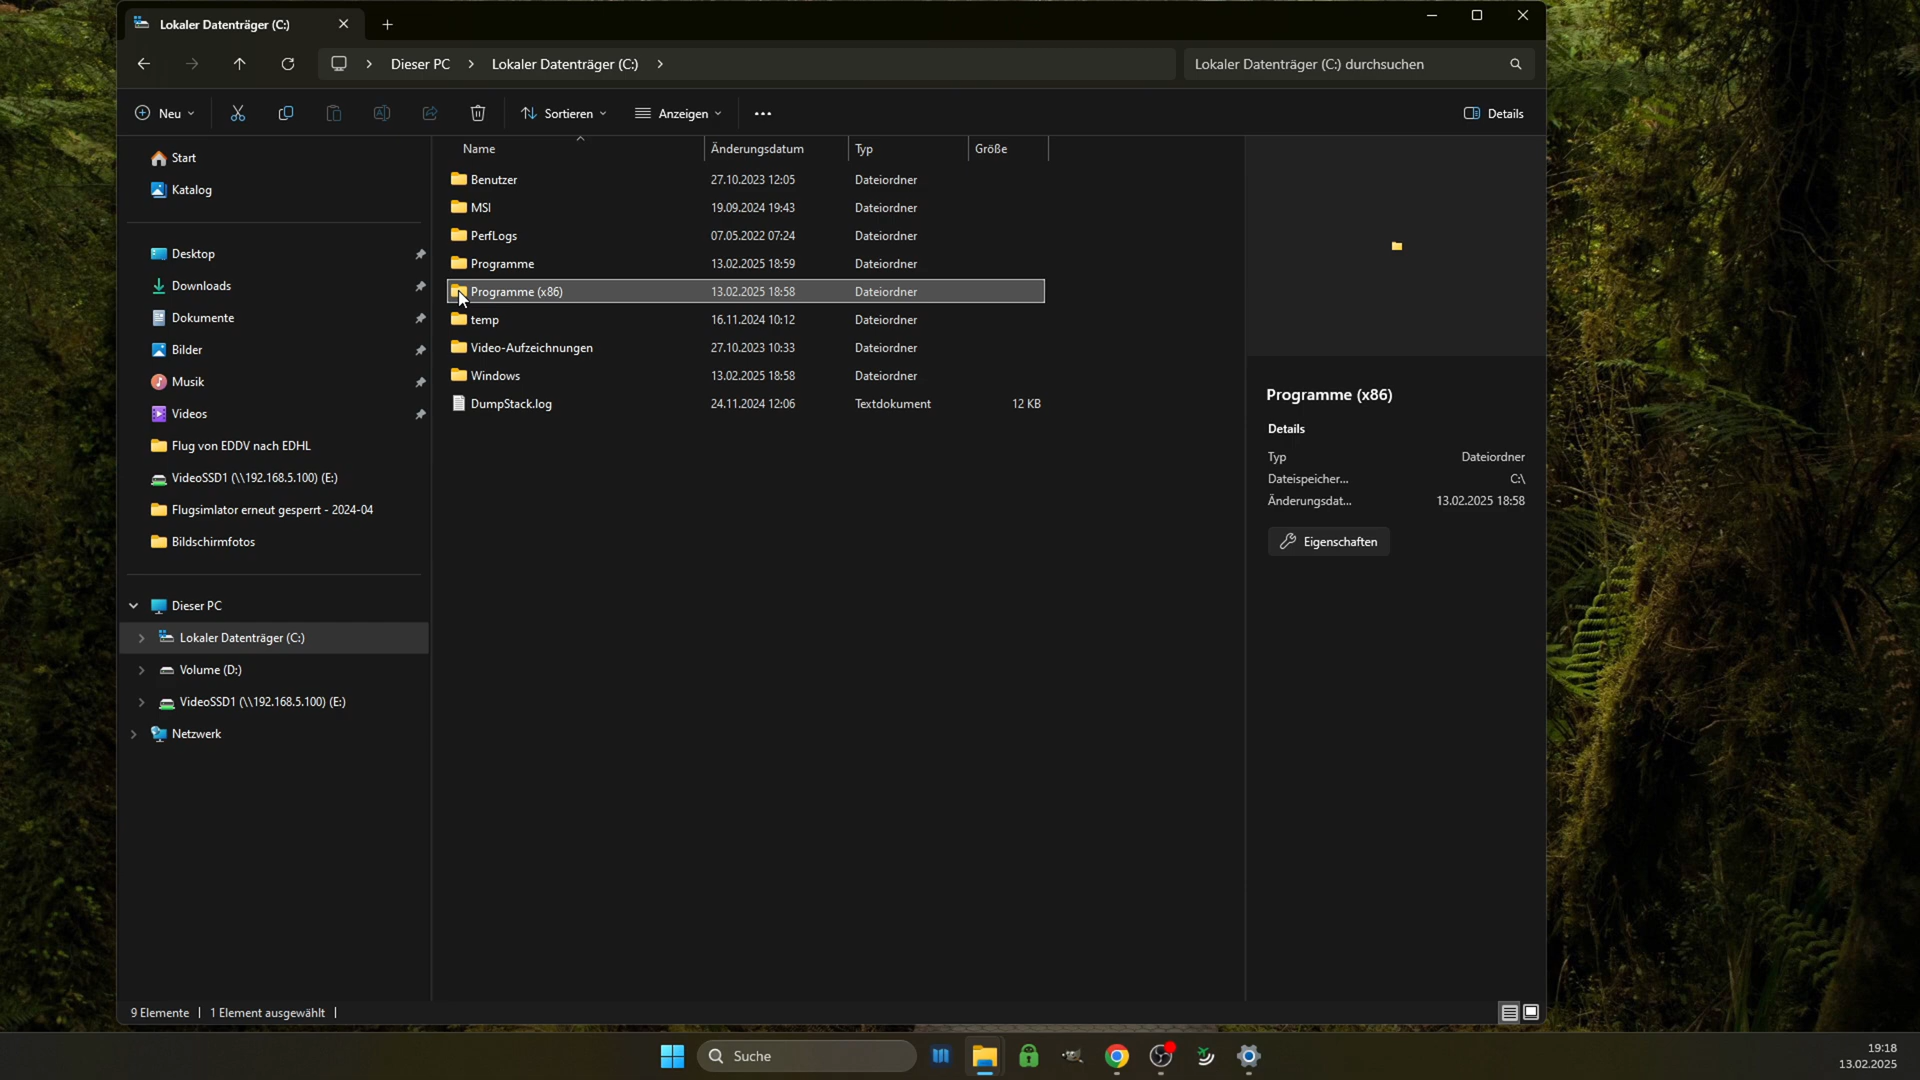 Lokaler Datenträger (C:)
Dieser PC
Lokaler Datenträger (C:)
Lokaler Datenträger (C:) durchsuchen
Neu
Sortieren
Anzeigen
Details
Start
Katalog
Desktop
Downloads
Dokumente
Bilder
Musik
Videos
Flug von EDDV nach EDHL
VideoSSD1 (\\192.168.5.100) (E:)
Flugsimlator erneut gesperrt - 2024-04
Bildschirmfotos
Dieser PC
Lokaler Datenträger (C:)
Volume (D:)
VideoSSD1 (\\192.168.5.100) (E:)
Netzwerk
Name Änderungsdatum Typ Größe
Benutzer 27.10.2023 12:05 Dateiordner
MSI 19.09.2024 19:43 Dateiordner
PerfLogs 07.05.2022 07:24 Dateiordner
Programme 13.02.2025 18:59 Dateiordner
Programme (x86) 13.02.2025 18:58 Dateiordner
temp 16.11.2024 10:12 Dateiordner
Video-Aufzeichnungen 27.10.2023 10:33 Dateiordner
Windows 13.02.2025 18:58 Dateiordner
DumpStack.log 24.11.2024 12:06 Textdokument 12 KB
Programme (x86)
Details
Typ Dateiordner
Dateispeicher... C:\
Änderungsdat... 13.02.2025 18:58
Eigenschaften
9 Elemente 1 Element ausgewählt
Suche
19:18
13.02.2025